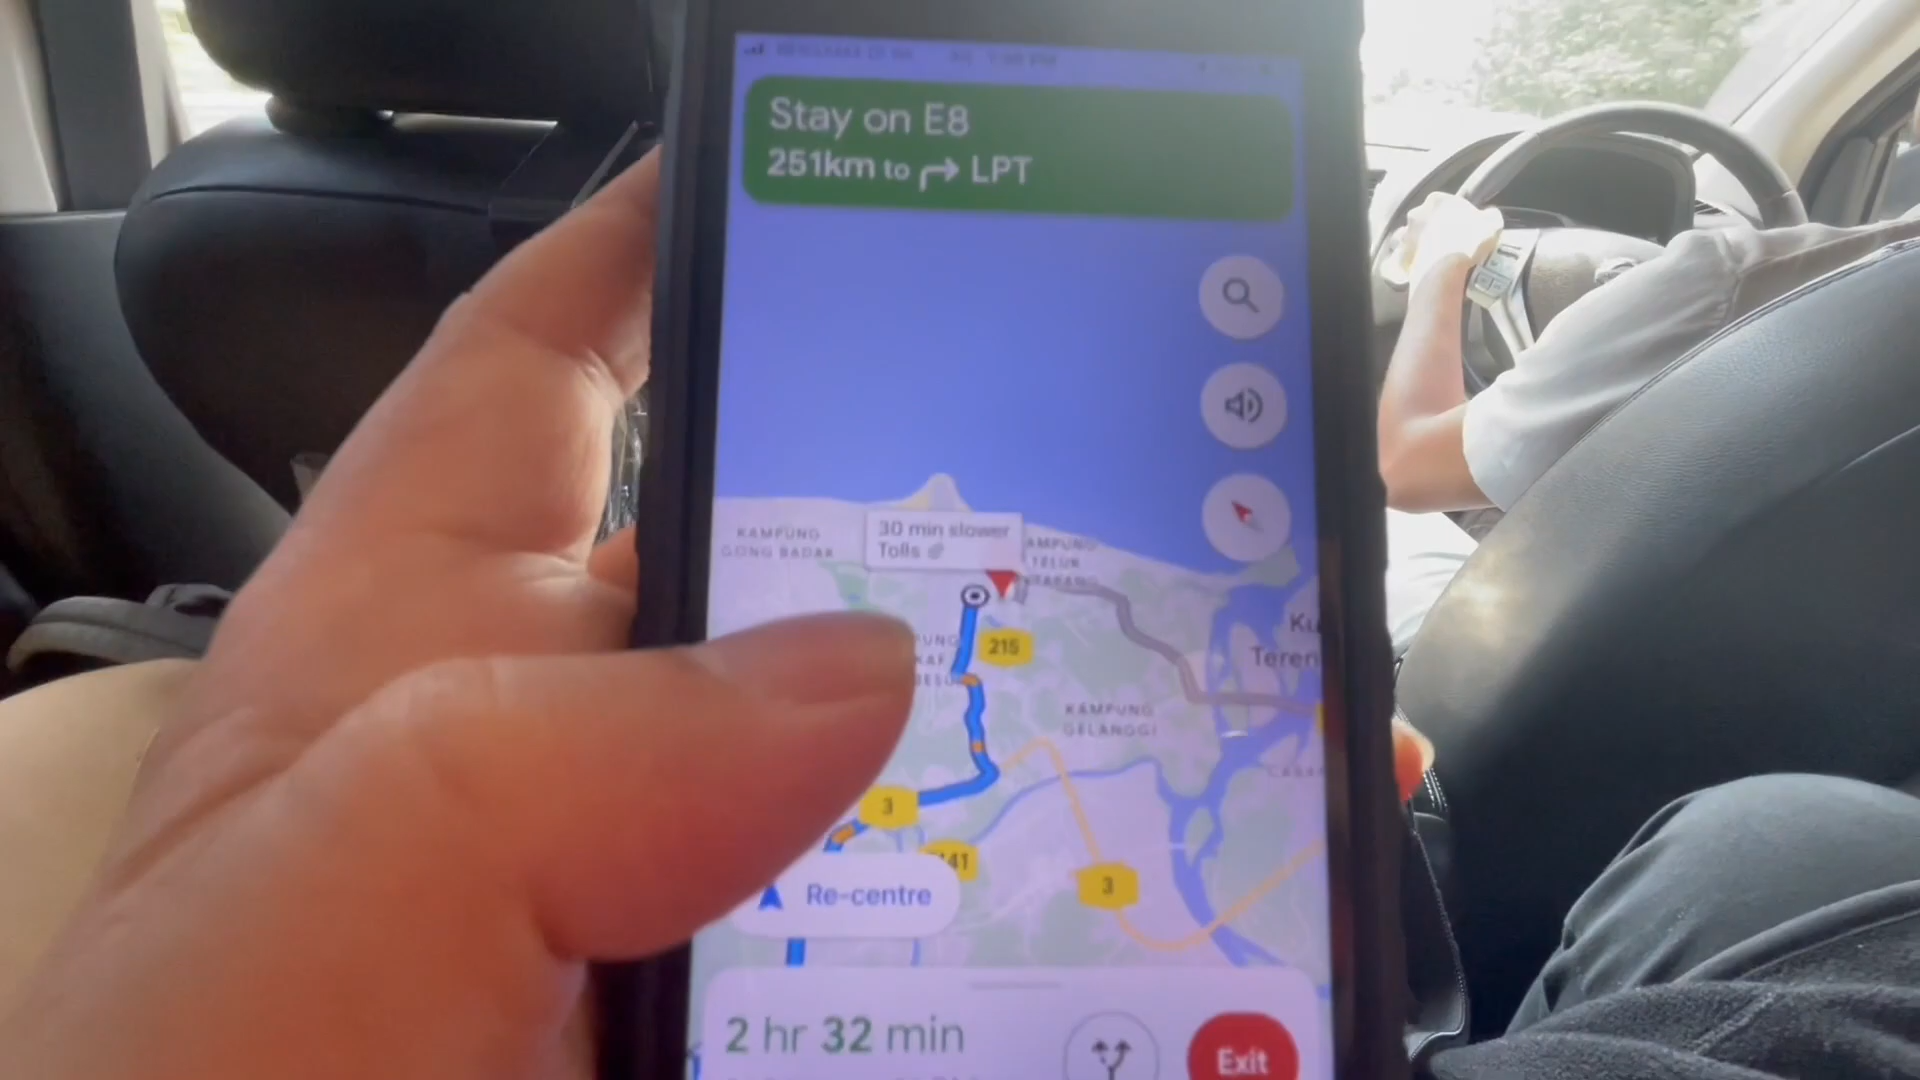 Stay on E8
251km to LPT
KAMPUNG
GONG BADAK
30 min slower
Tolls
TELUK
215
KAMPUNG
GELANGGI
3
Re-centre
3
2 hr 32 min
Exit